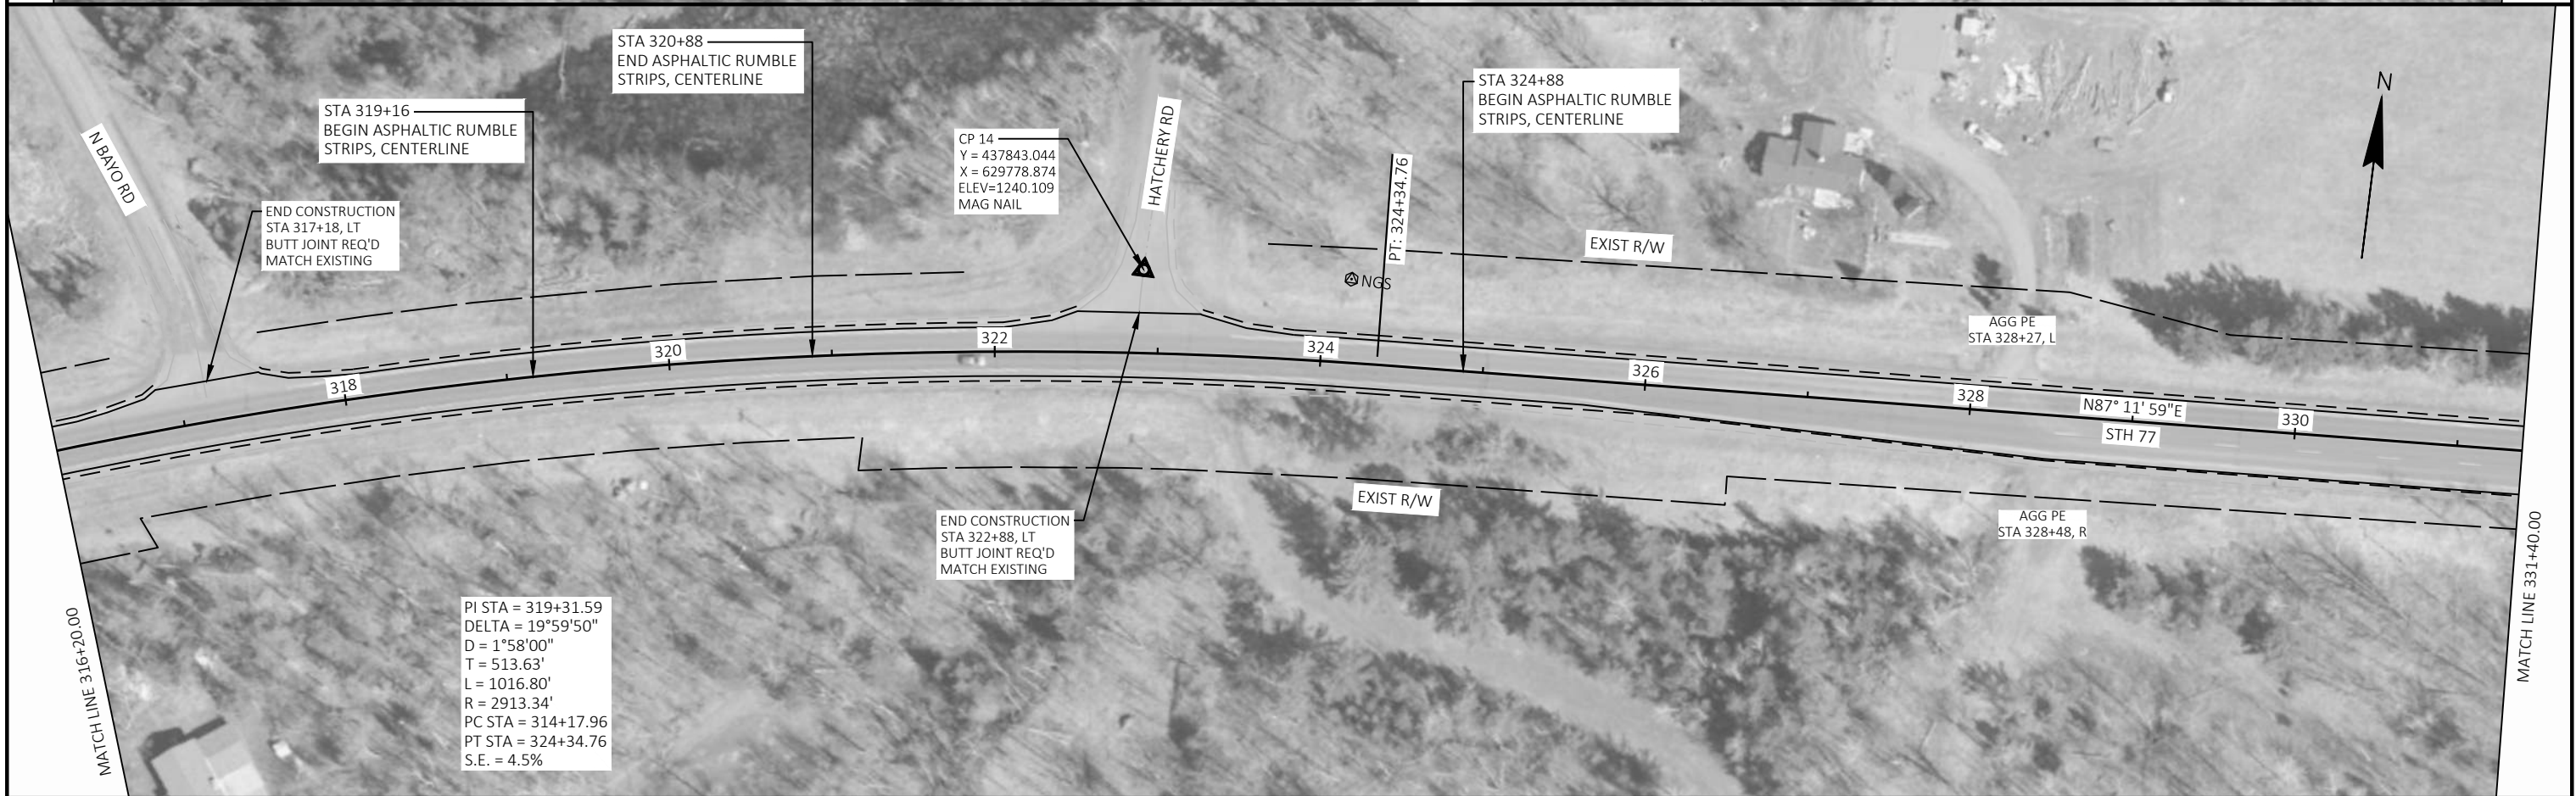 STA 320+88
END ASPHALTIC RUMBLE
STRIPS, CENTERLINE
STA 319+16
BEGIN ASPHALTIC RUMBLE
STRIPS, CENTERLINE
STA 324+88
BEGIN ASPHALTIC RUMBLE
STRIPS, CENTERLINE
N
N BAYO RD
HATCHERY RD
CP 14
Y = 437843.044
X = 629778.874
ELEV=1240.109
MAG NAIL
PT: 324+34.76
END CONSTRUCTION
STA 317+18, LT
BUTT JOINT REQ'D
MATCH EXISTING
EXIST R/W
NGS
AGG PE
STA 328+27, L
318
320
322
324
326
328
N87° 11' 59"E
330
STH 77
EXIST R/W
END CONSTRUCTION
STA 322+88, LT
BUTT JOINT REQ'D
MATCH EXISTING
AGG PE
STA 328+48, R
PI STA = 319+31.59
DELTA = 19°59'50"
D = 1°58'00"
T = 513.63'
L = 1016.80'
R = 2913.34'
PC STA = 314+17.96
PT STA = 324+34.76
S.E. = 4.5%
MATCH LINE 316+20.00
MATCH LINE 331+40.00